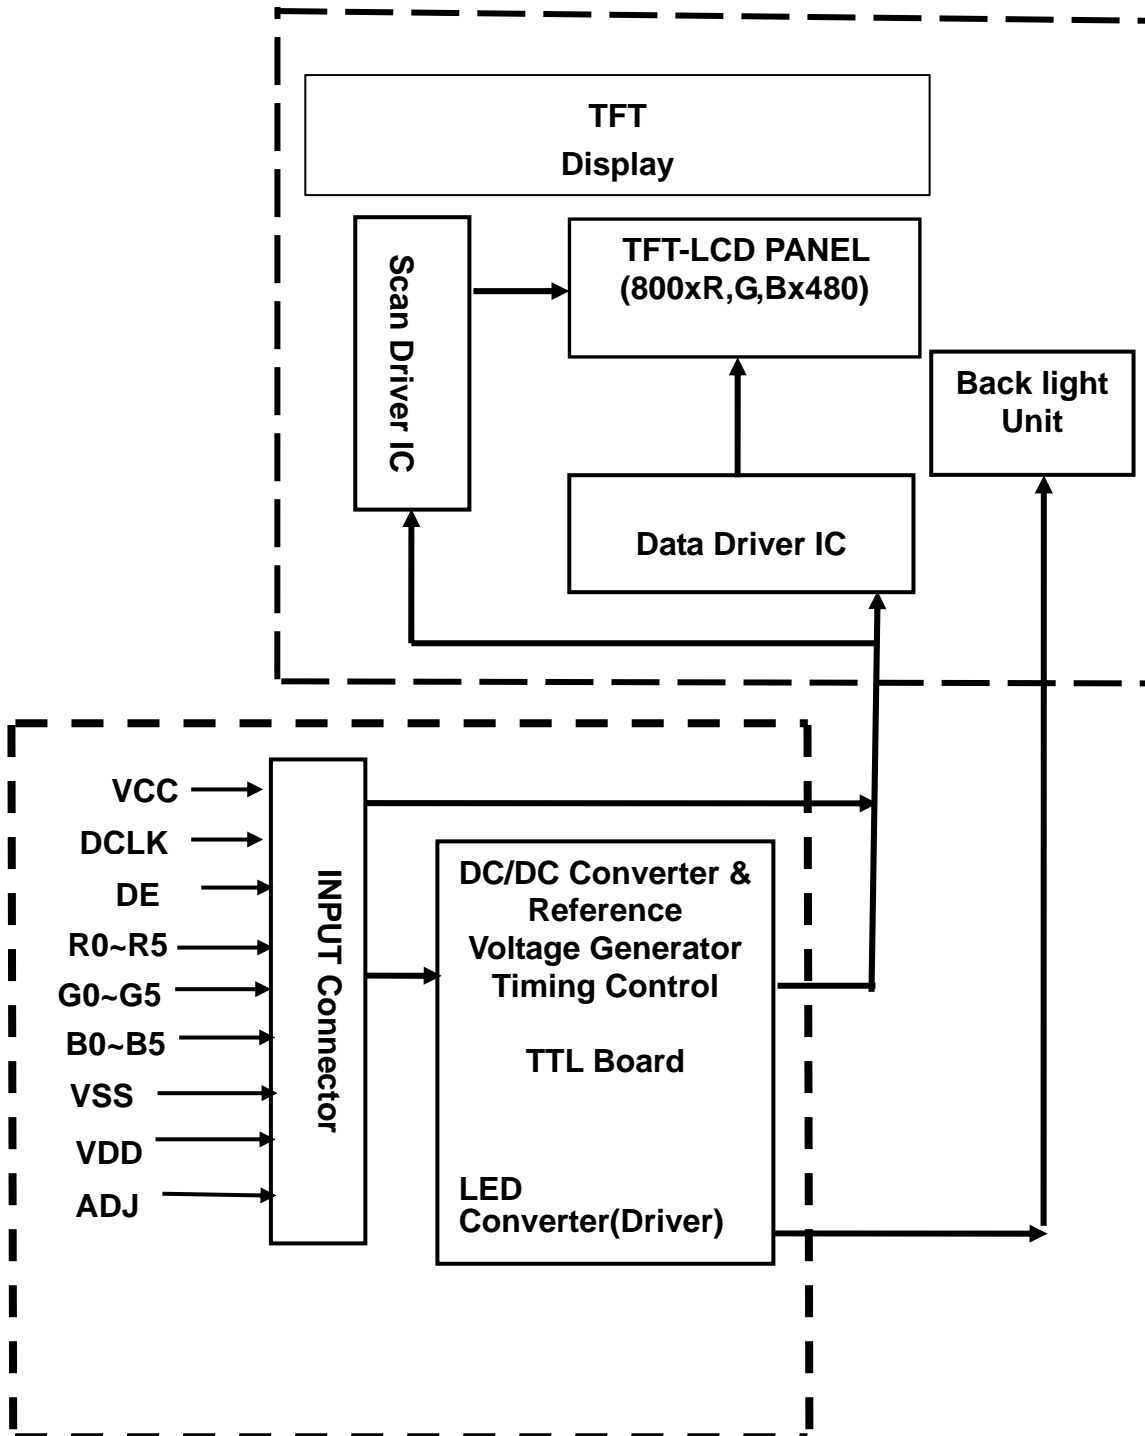 TFT
Display
Scan Driver IC
TFT-LCD PANEL
(800xR,G,Bx480)
Back light
Unit
Data Driver IC
VCC
DCLK
DE
R0~R5
G0~G5
B0~B5
VSS
VDD
ADJ
INPUT Connector
DC/DC Converter &
Reference
Voltage Generator
Timing Control
TTL Board
LED
Converter(Driver)